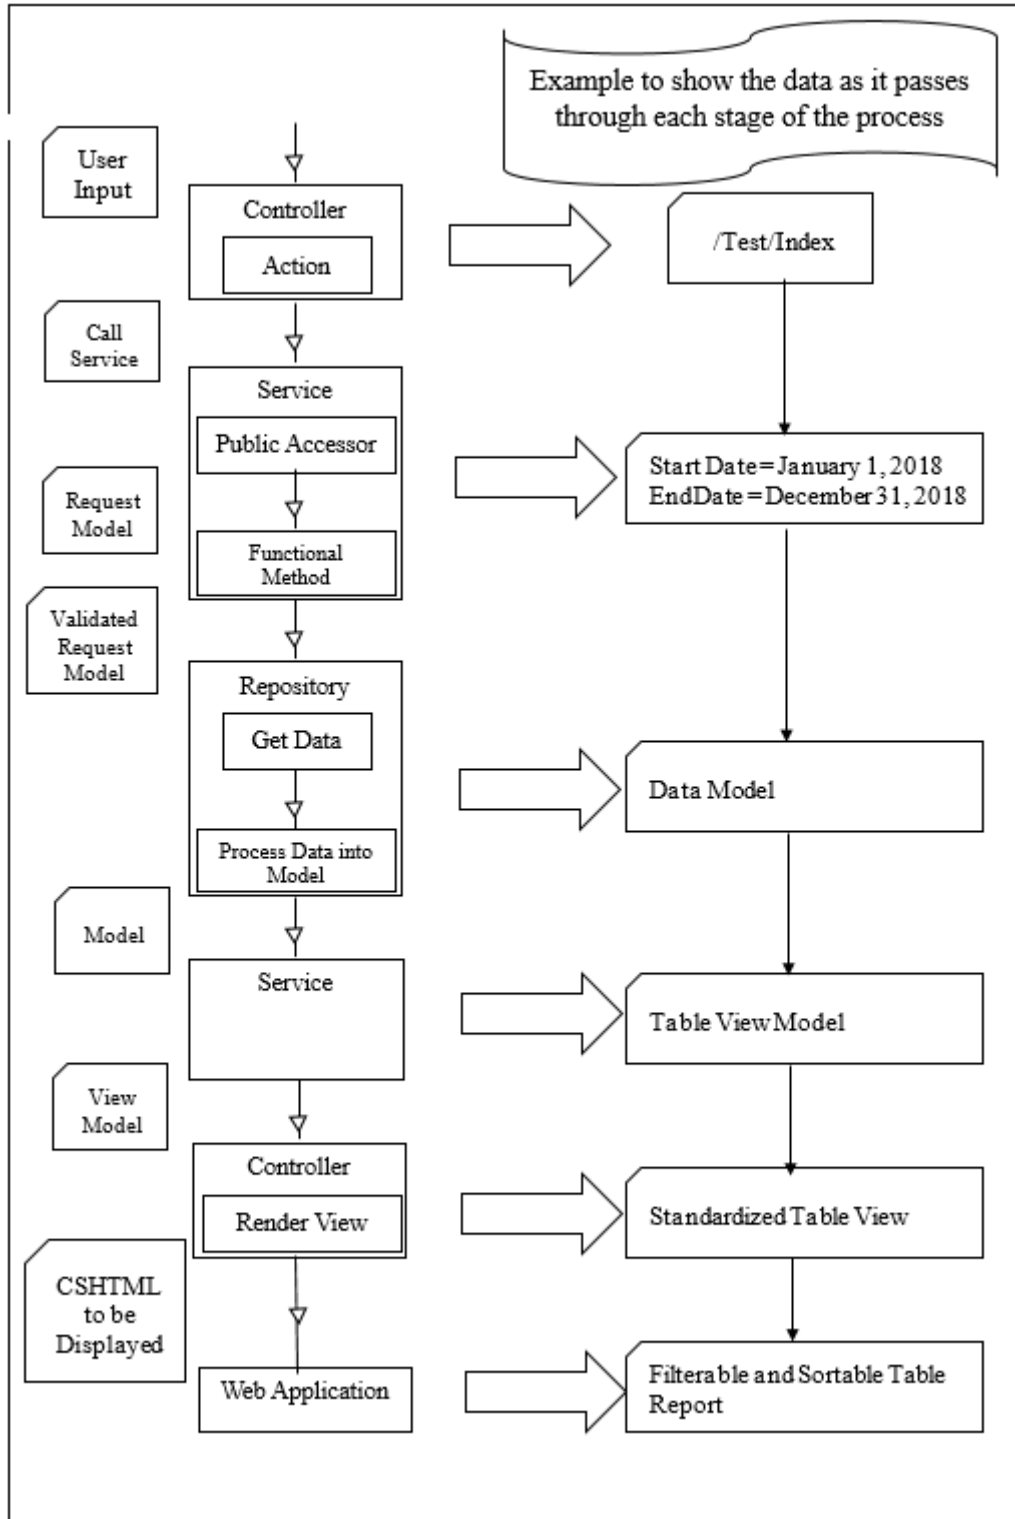 Example to show the data as it passes
through each stage of the process
User
Input
Controller
Action
/Test/Index
Call
Service
Service
Public Accessor
Start Date = January 1, 2018
EndDate = December 31, 2018
Request
Model
Functional
Method
Validated
Request
Model
Repository
Get Data
Data Model
Process Data into
Model
Model
Service
Table View Model
View
Model
Controller
Render View
Standardized Table View
CSHTML
to be
Displayed
Web Application
Filterable and Sortable Table
Report